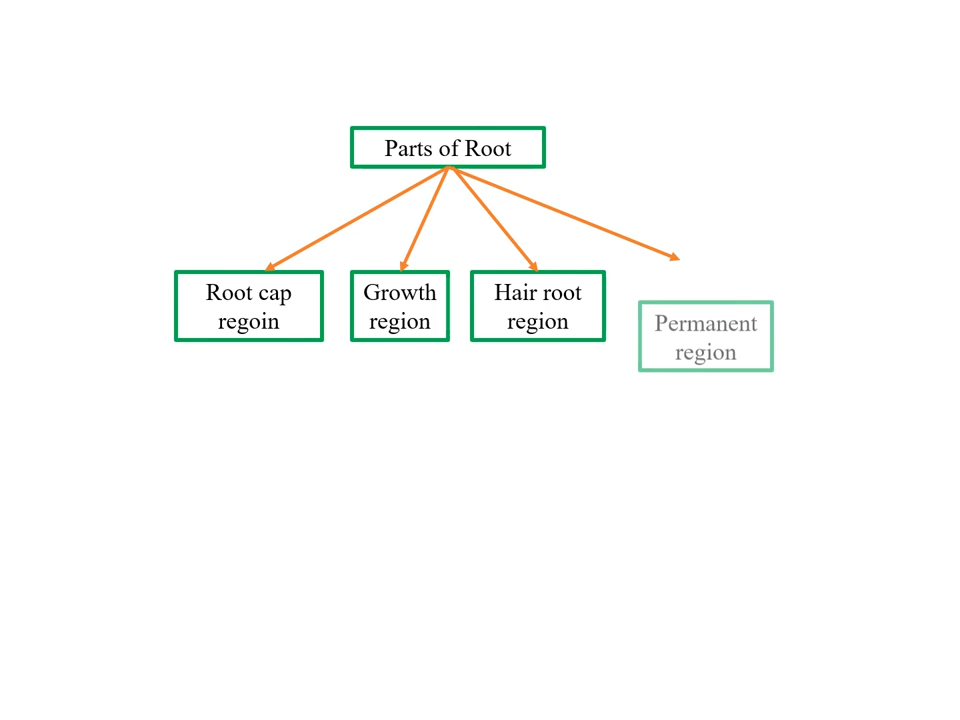 Parts of Root
Root cap
regoin
Growth
region
Hair root
region
Permanent
region